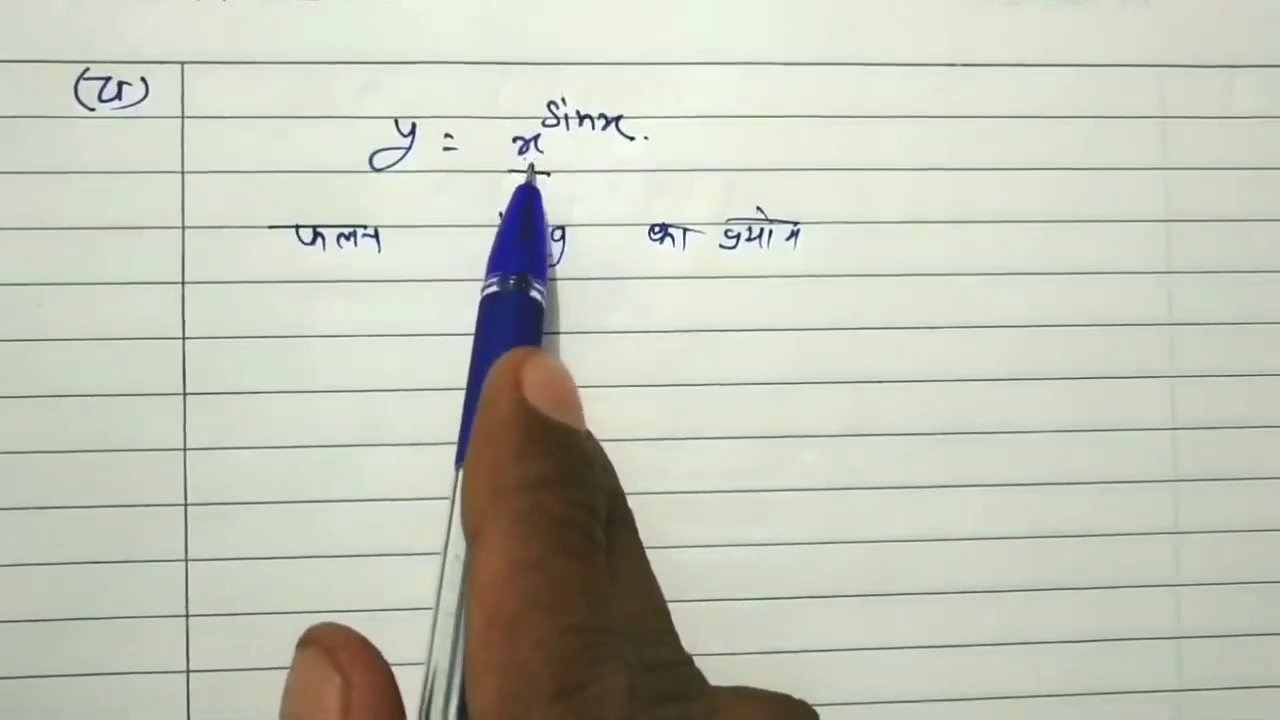 (य)
y = x^sinx.
फलन का प्रयोग